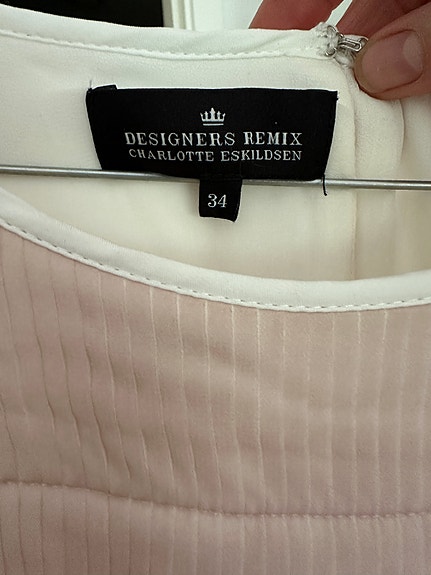 DESIGNERS REMIX
CHARLOTTE ESKILDSEN
34